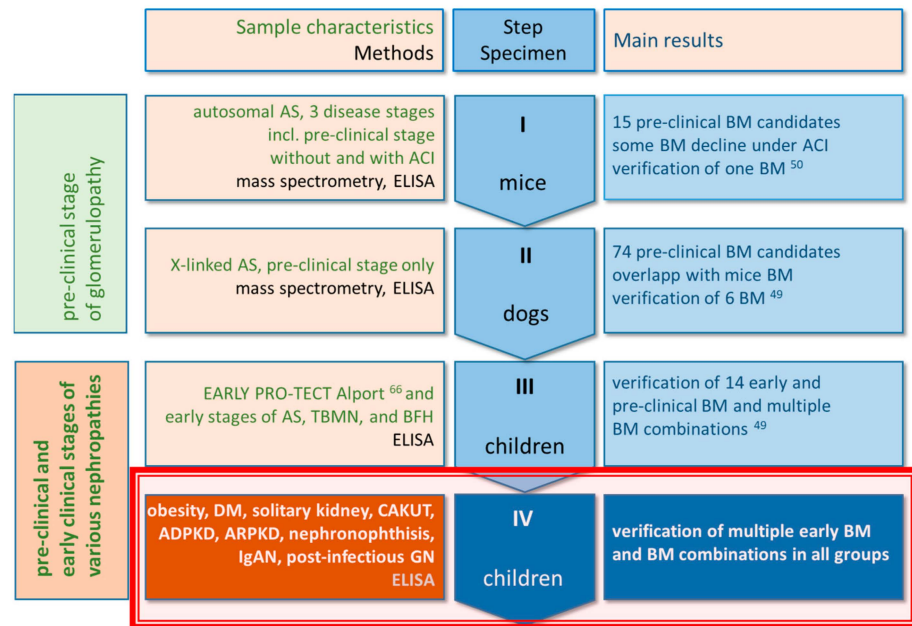 Sample characteristics
Methods
Step
Specimen
Main results
pre-clinical stage
of glomerulopathy
autosomal AS, 3 disease stages
incl. pre-clinical stage
without and with ACI
mass spectrometry, ELISA
I
mice
15 pre-clinical BM candidates
some BM decline under ACI
verification of one BM 50
X-linked AS, pre-clinical stage only
mass spectrometry, ELISA
II
dogs
74 pre-clinical BM candidates
overlapp with mice BM
verification of 6 BM 49
pre-clinical and
early clinical stages of
various nephropathies
EARLY PRO-TECT Alport 66 and
early stages of AS, TBMN, and BFH
ELISA
III
children
verification of 14 early and
pre-clinical BM and multiple
BM combinations 49
obesity, DM, solitary kidney, CAKUT,
ADPKD, ARPKD, nephronophthisis,
IgAN, post-infectious GN
ELISA
IV
children
verification of multiple early BM
and BM combinations in all groups